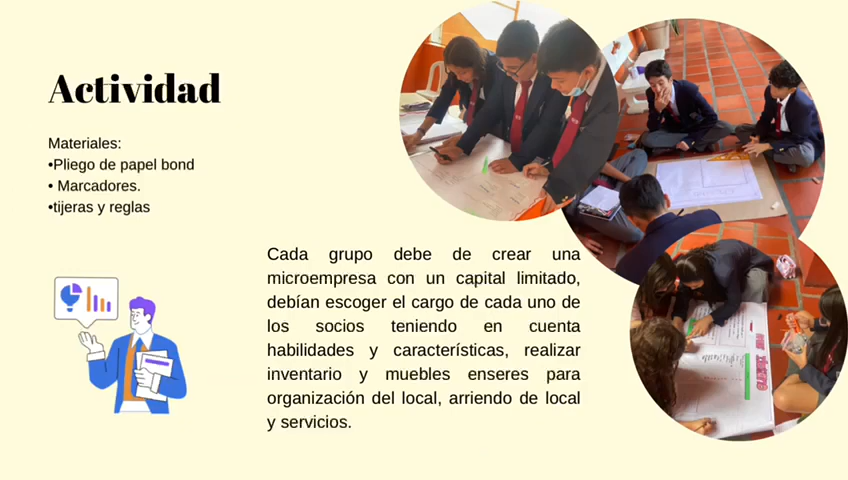 Actividad
Materiales:
•Pliego de papel bond
• Marcadores.
•tijeras y reglas
Cada grupo debe de crear una
microempresa con un capital limitado,
debían escoger el cargo de cada uno de
los socios teniendo en cuenta
habilidades y características, realizar
inventario y muebles enseres para
organización del local, arriendo de local
y servicios.